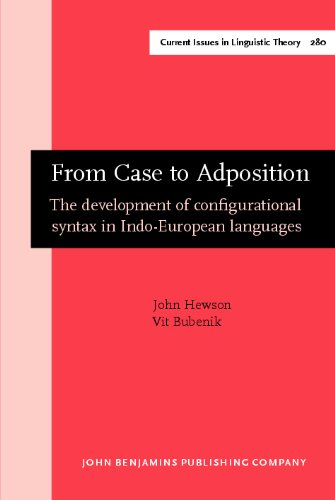 Current Issues in Linguistic Theory 280
From Case to Adposition
The development of configurational
syntax in Indo-European languages
John Hewson
Vit Bubenik
JOHN BENJAMINS PUBLISHING COMPANY